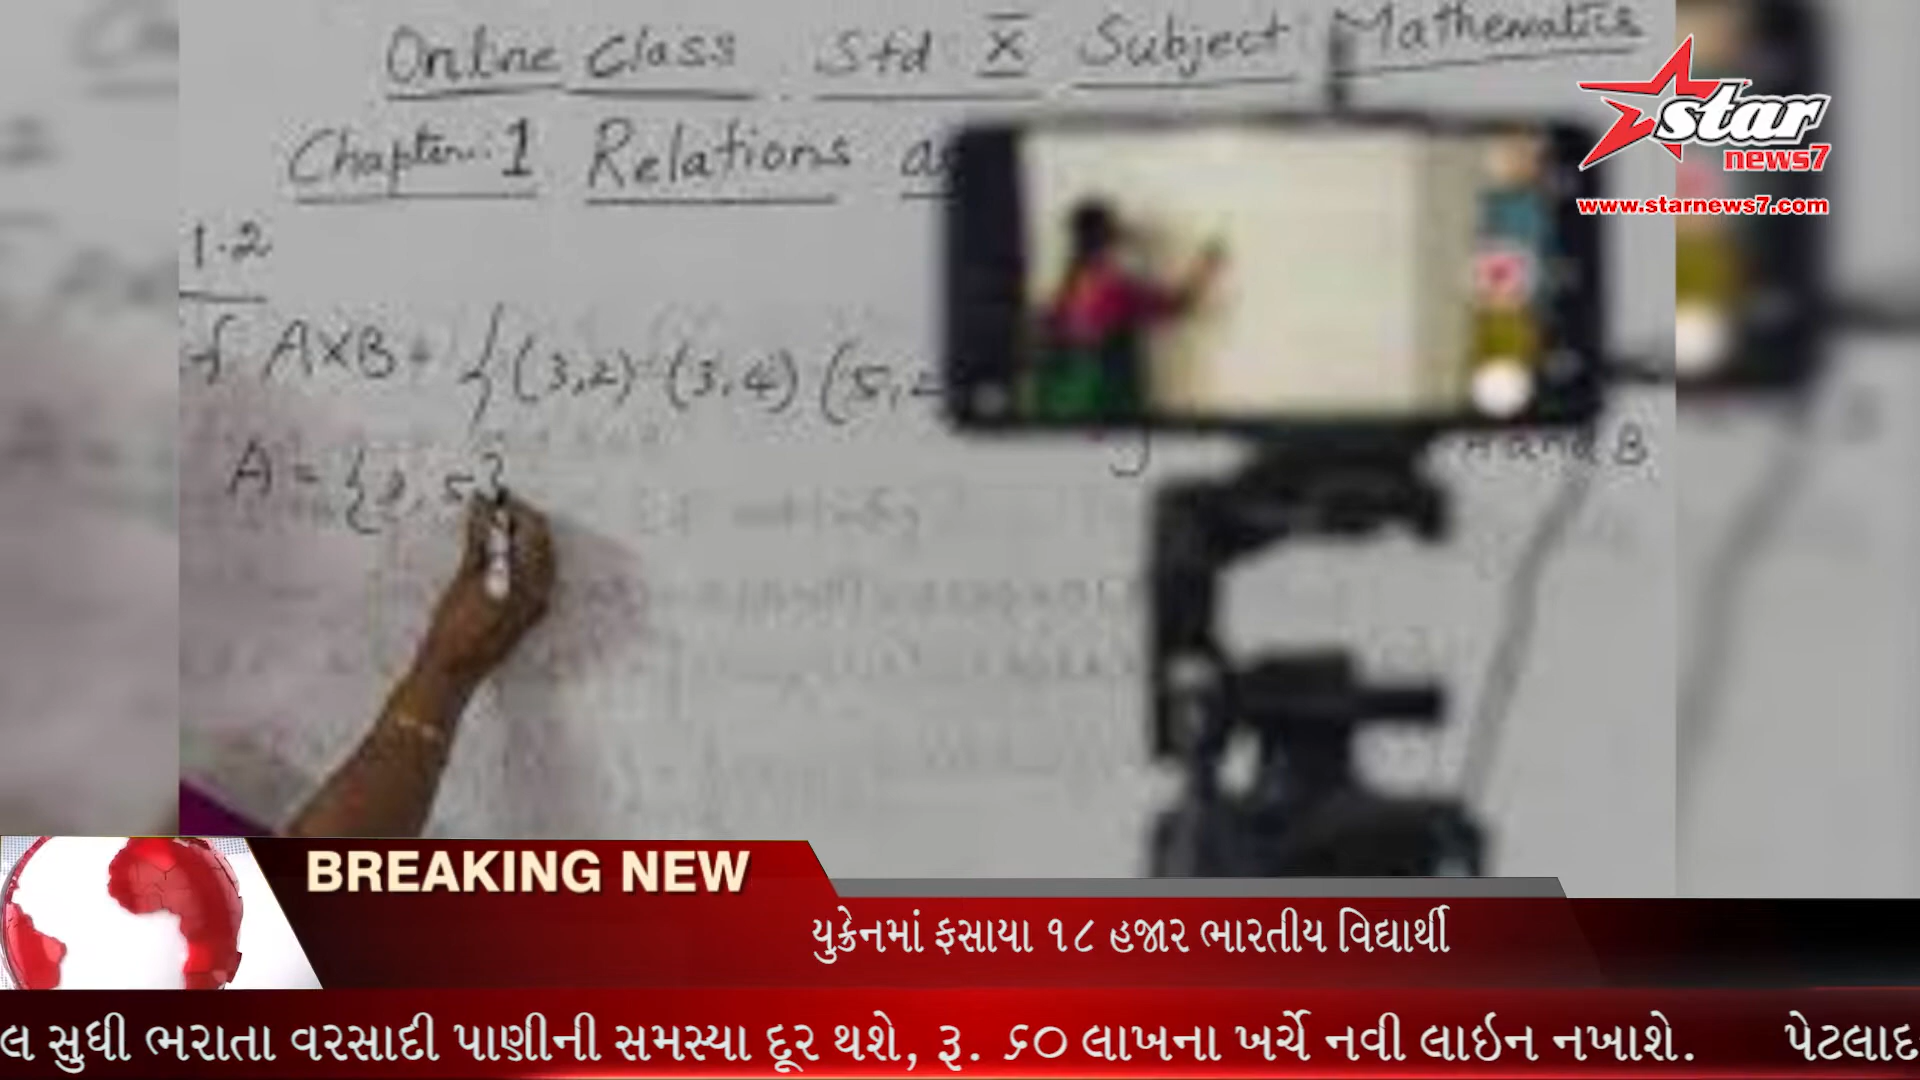 Online class Std X Subject Mathematics
Chapter: 1 Relations
1.2
If A×B = {(3,2) (3,4) (5,
A and B
A = { , 5}
star
news7
www.starnews7.com
BREAKING NEW
યુક્રેનમાં ફસાયા ૧૮ હજાર ભારતીય વિદ્યાર્થી
લ સુધી ભરાતા વરસાદી પાણીની સમસ્યા દૂર થશે, રૂ. ૬૦ લાખના ખર્ચે નવી લાઇન નખાશે. પેટલાદ